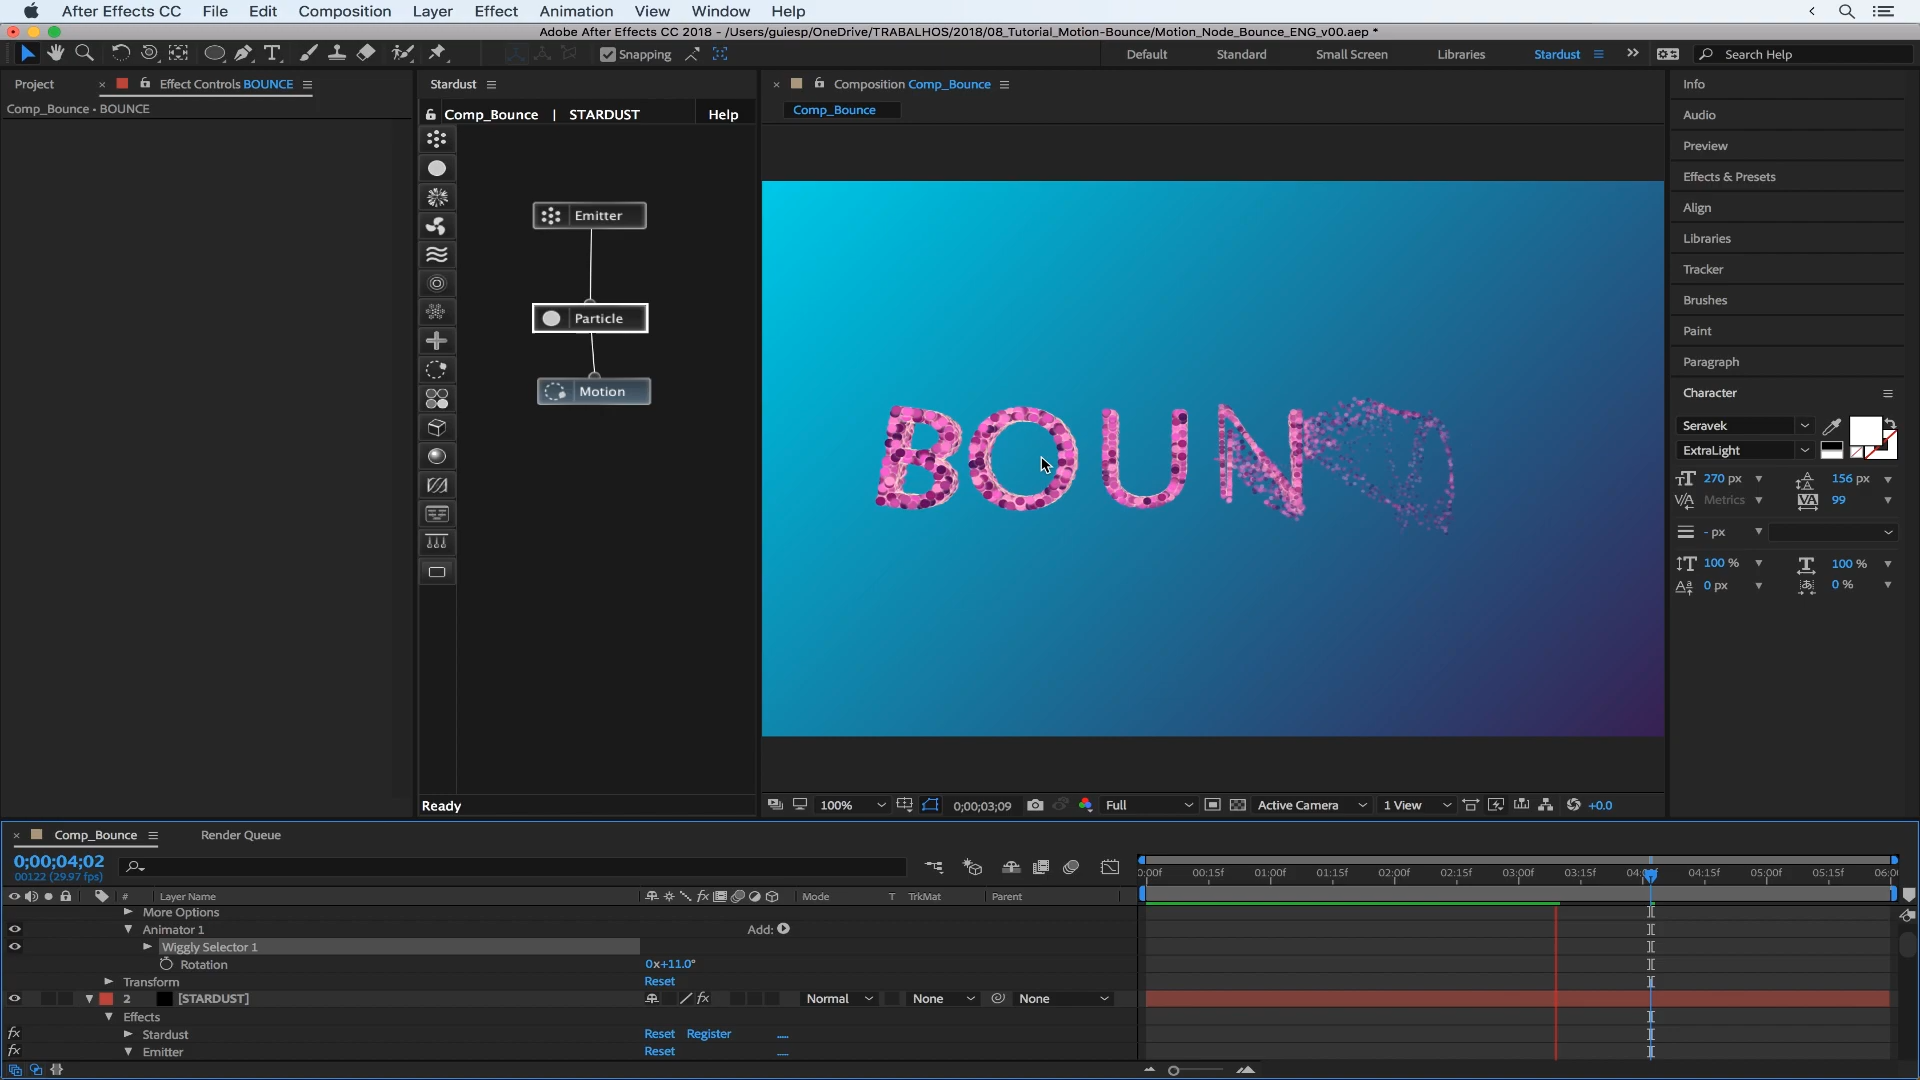 After Effects CC File Edit Composition Layer Effect Animation View Window Help
Adobe After Effects CC 2018 - /Users/guiesp/OneDrive/TRABALHOS/2018/08_Tutorial_Motion-Bounce/Motion_Node_Bounce_ENG_v00.aep *
Snapping Default Standard Small Screen Libraries Stardust Search Help
Project Effect Controls BOUNCE
Comp_Bounce • BOUNCE
Stardust
Comp_Bounce | STARDUST Help
Emitter
Particle
Motion
Ready
Composition Comp_Bounce
Comp_Bounce
BOUN
100% 0;00;03;09 Full Active Camera 1 View +0.0
Info
Audio
Preview
Effects & Presets
Align
Libraries
Tracker
Brushes
Paint
Paragraph
Character
Seravek
ExtraLight
270 px 156 px
Metrics 99
- px
100 % 100 %
0 px 0 %
Comp_Bounce Render Queue
0;00;04;02
00122 (29.97 fps)
# Layer Name Mode T TrkMat Parent
More Options
Animator 1 Add:
Wiggly Selector 1
Rotation 0x+11.0°
Transform Reset
2 [STARDUST] Normal None None
Effects
Stardust Reset Register .....
Emitter Reset .....
00:15f 01:00f 01:15f 02:00f 02:15f 03:00f 03:15f 04:15f 05:00f 05:15f